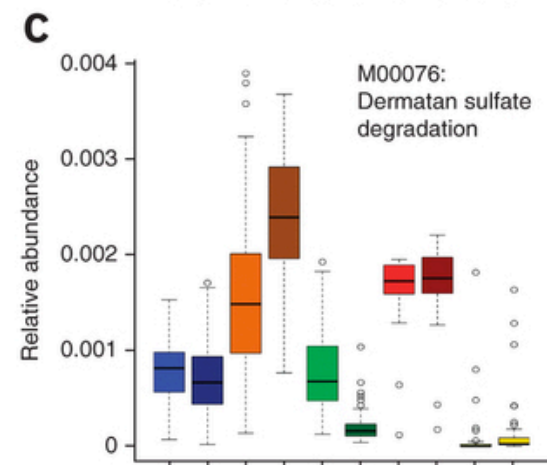 C
0.004
M00076:
Dermatan sulfate
degradation
0.003
0.002
0.001
0
Relative abundance